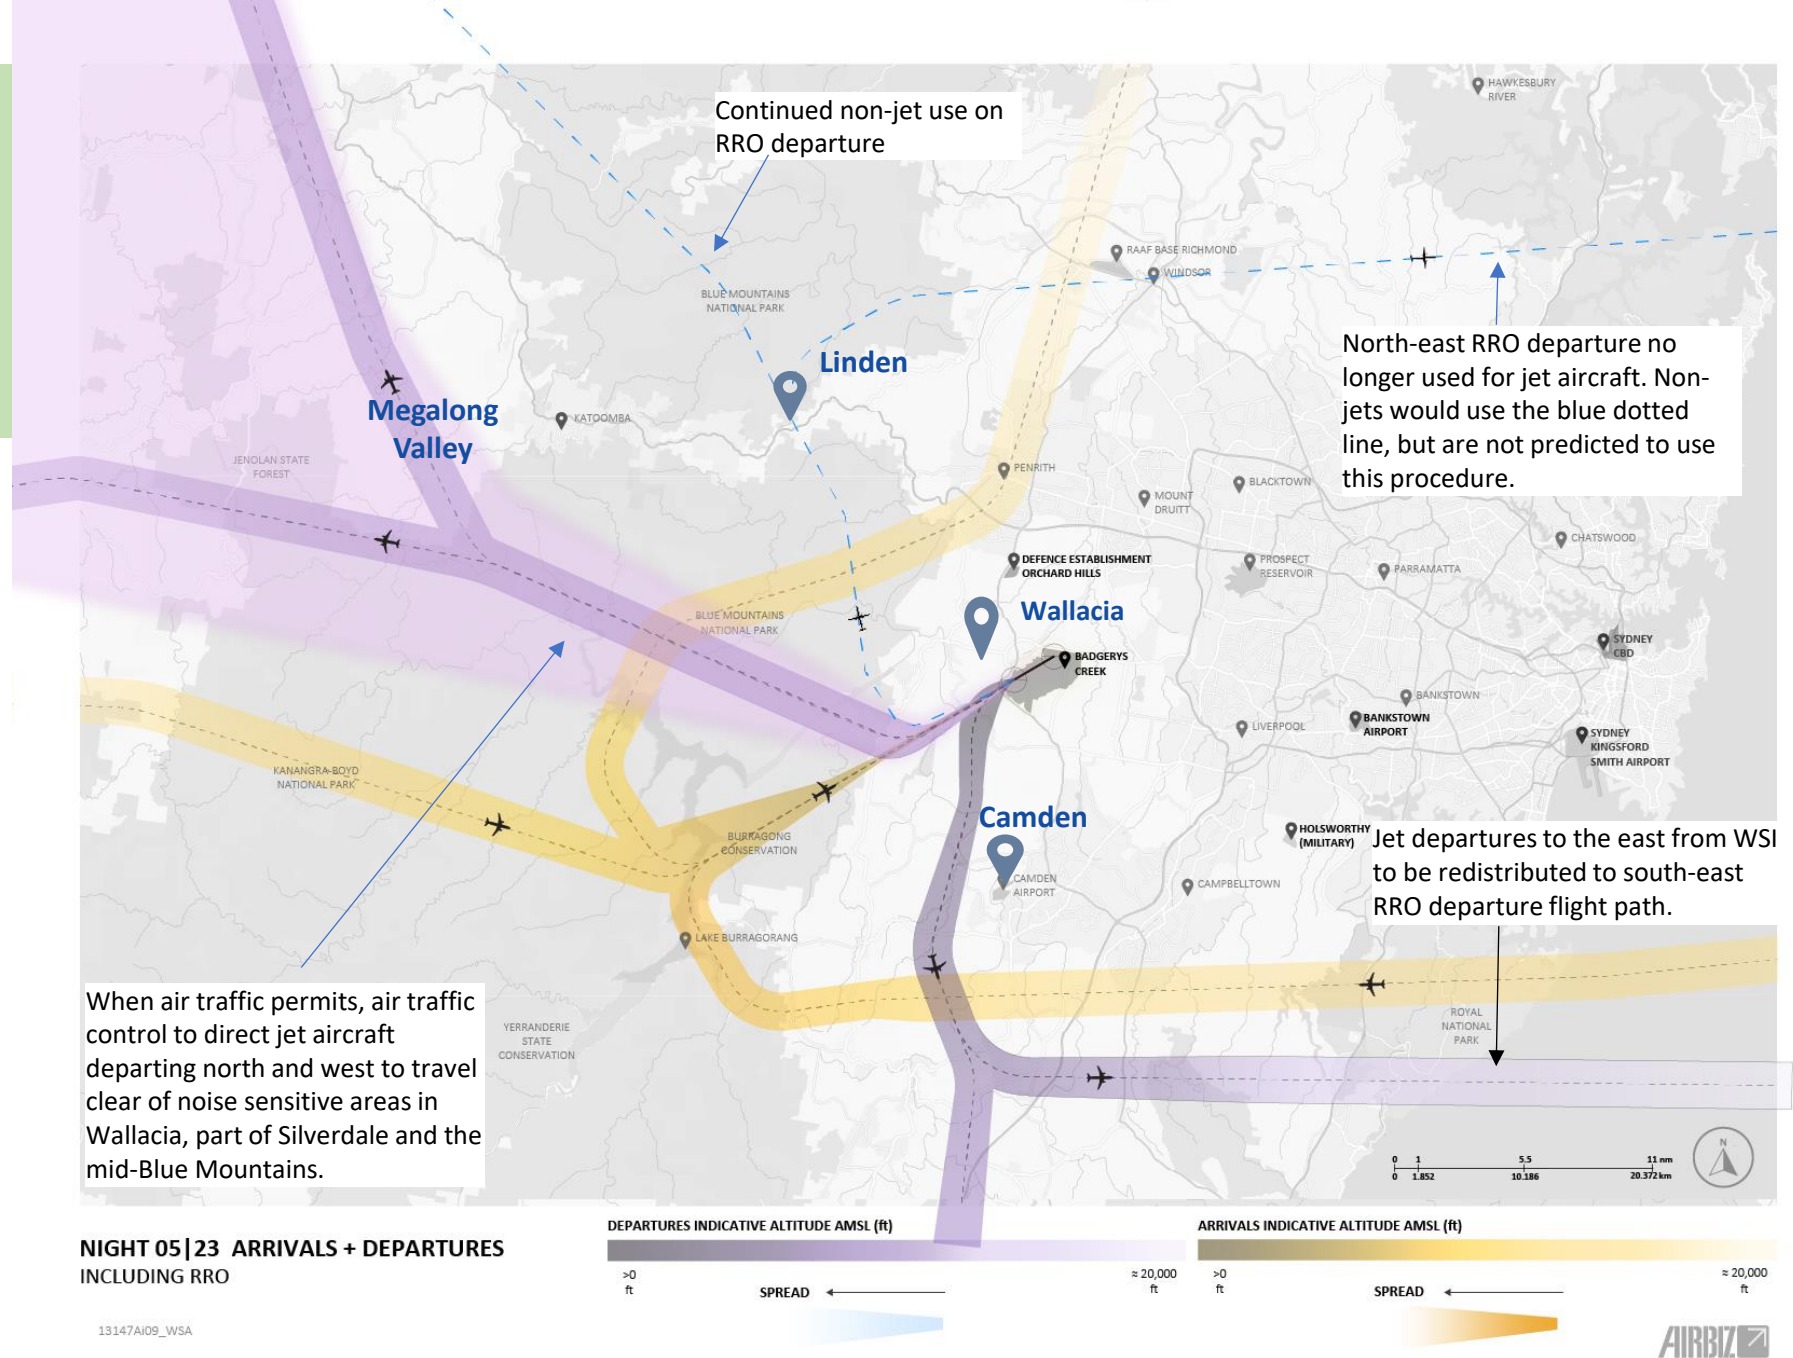 HAWKESBURY
RIVER
Continued non-jet use on
RRO departure
RAAF BASE RICHMOND
WINDSOR
BLUE MOUNTAINS
NATIONAL PARK
North-east RRO departure no
longer used for jet aircraft. Non-
jets would use the blue dotted
line, but are not predicted to use
this procedure.
Linden
Megalong
Valley
KATOOMBA
JENOLAN STATE
FOREST
PENRITH
MOUNT
DRUITT
BLACKTOWN
CHATSWOOD
DEFENCE ESTABLISHMENT
ORCHARD HILLS
PROSPECT
RESERVOIR
PARRAMATTA
Wallacia
BLUE MOUNTAINS
NATIONAL PARK
BADGERYS
CREEK
SYDNEY
CBD
BANKSTOWN
BANKSTOWN
AIRPORT
LIVERPOOL
SYDNEY
KINGSFORD
SMITH AIRPORT
KANANGRA-BOYD
NATIONAL PARK
BURRAGONG
CONSERVATION
Camden
CAMDEN
AIRPORT
HOLSWORTHY
(MILITARY)
CAMPBELLTOWN
Jet departures to the east from WSI
to be redistributed to south-east
RRO departure flight path.
LAKE BURRAGORANG
When air traffic permits, air traffic
control to direct jet aircraft
departing north and west to travel
clear of noise sensitive areas in
Wallacia, part of Silverdale and the
mid-Blue Mountains.
YERRANDERIE
STATE
CONSERVATION
ROYAL
NATIONAL
PARK
N
0 1 5.5 11 nm
0 1.852 10.186 20.372 km
NIGHT 05|23 ARRIVALS + DEPARTURES
INCLUDING RRO
DEPARTURES INDICATIVE ALTITUDE AMSL (ft)
>0
ft
≈ 20,000
ft
SPREAD
ARRIVALS INDICATIVE ALTITUDE AMSL (ft)
>0
ft
≈ 20,000
ft
SPREAD
13147Ai09_WSA
AIRBIZ